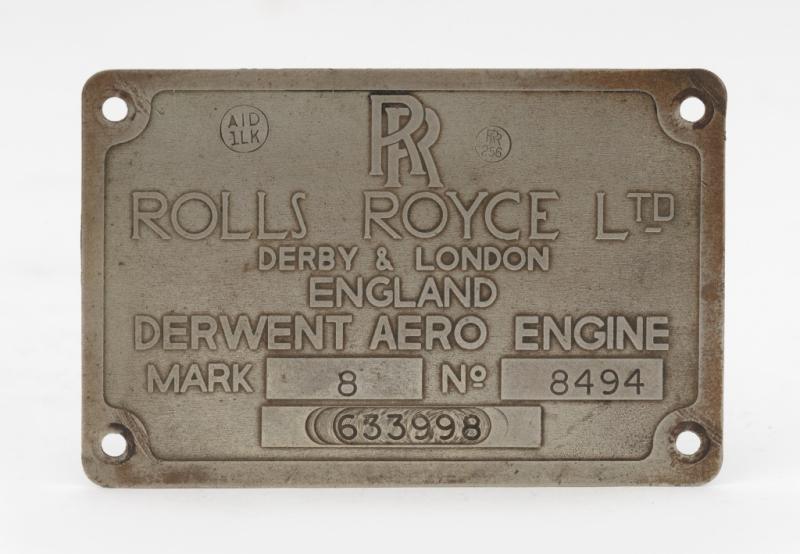 AID
1LK
RR
RR
256
ROLLS ROYCE LTD
DERBY & LONDON
ENGLAND
DERWENT AERO ENGINE
MARK 8 Nº 8494
633998